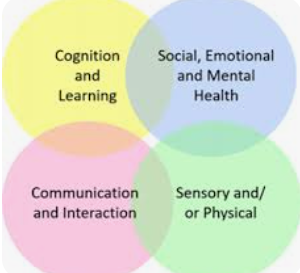 Cognition
and
Learning
Social, Emotional
and Mental
Health
Communication
and Interaction
Sensory and/
or Physical